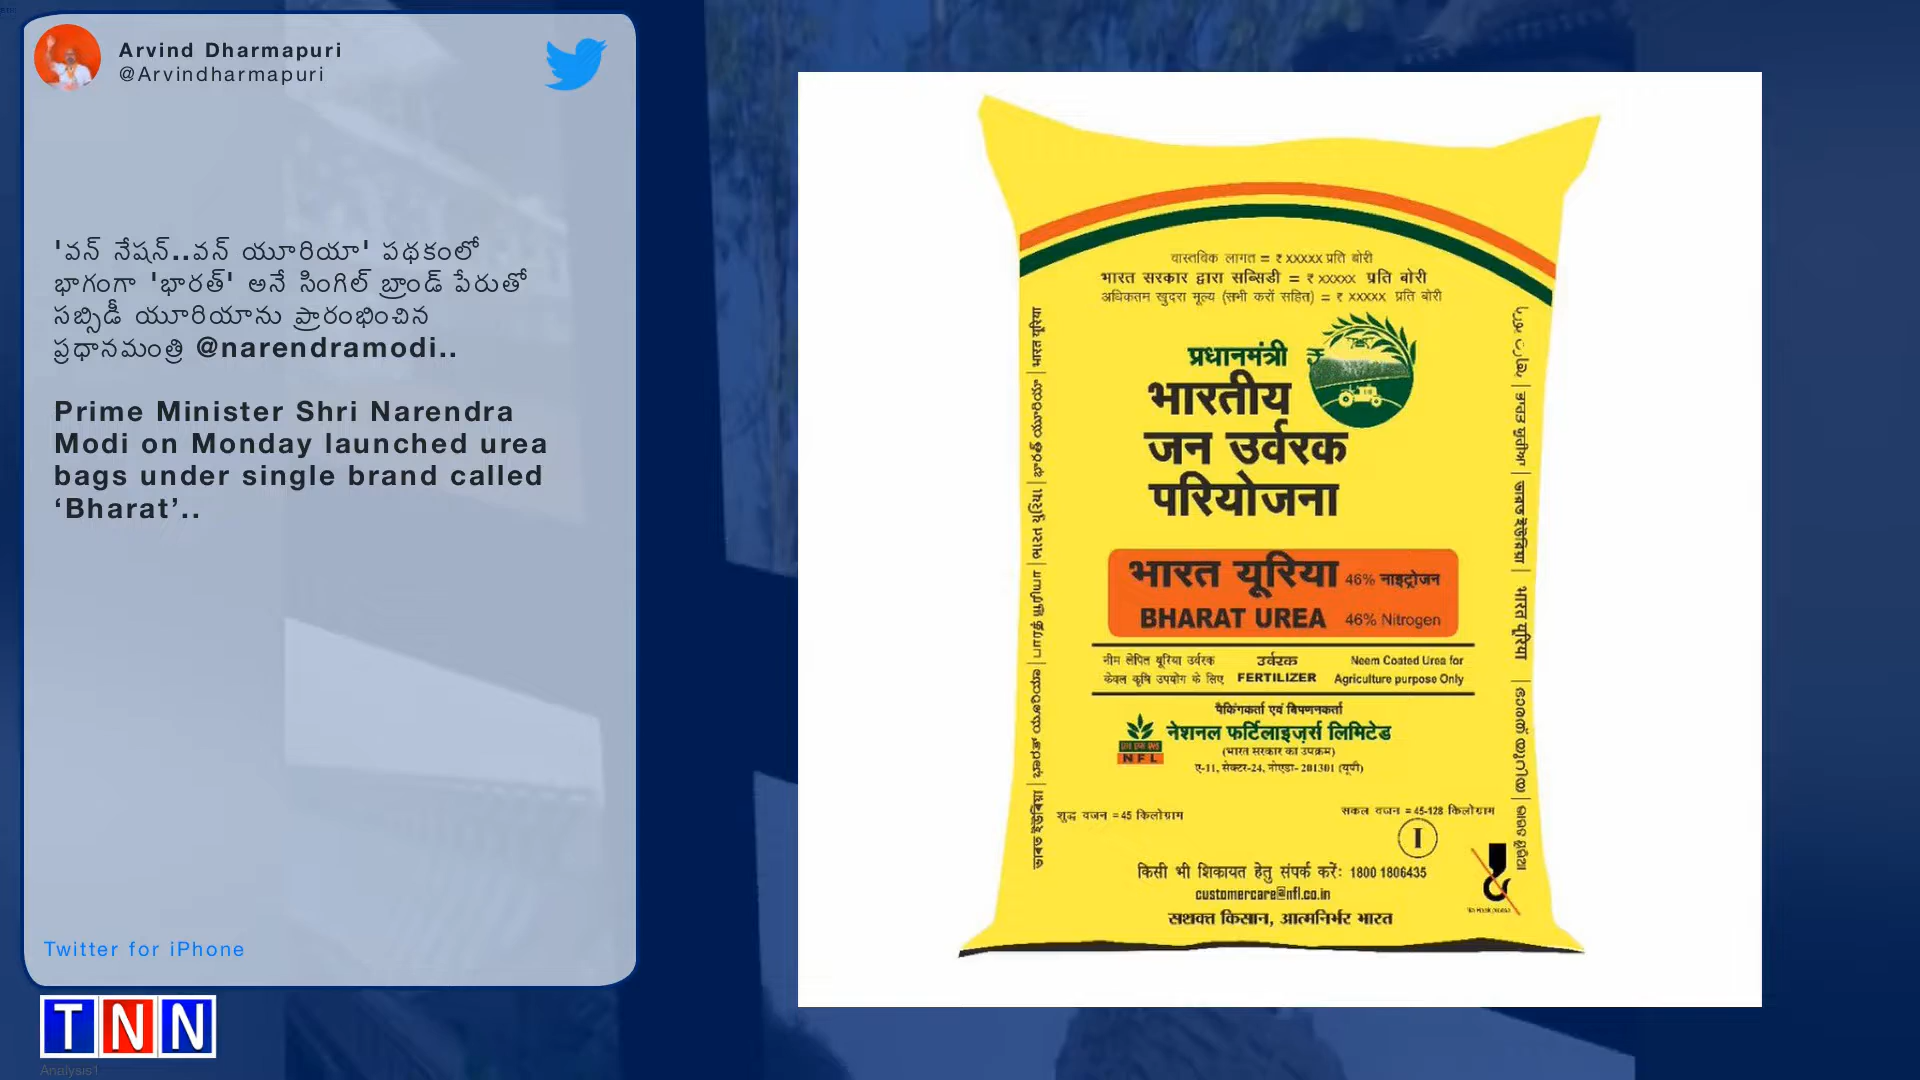 Arvind Dharmapuri
@Arvindharmapuri
'వన్ నేషన్..వన్ యూరియా' పథకంలో
భాగంగా 'భారత్' అనే సింగిల్ బ్రాండ్ పేరుతో
సబ్సిడీ యూరియాను ప్రారంభించిన
ప్రధానమంత్రి @narendramodi..
Prime Minister Shri Narendra
Modi on Monday launched urea
bags under single brand called
‘Bharat’..
Twitter for iPhone
TNN
Analysis1
वास्तविक लागत = ₹ xxxxx प्रति बोरी
भारत सरकार द्वारा सब्सिडी = ₹ xxxxx प्रति बोरी
अधिकतम खुदरा मूल्य (सभी करों सहित) = ₹ xxxxx प्रति बोरी
प्रधानमंत्री
भारतीय
जन उर्वरक
परियोजना
भारत यूरिया 46% नाइट्रोजन
BHARAT UREA 46% Nitrogen
नीम लेपित यूरिया उर्वरक उर्वरक Neem Coated Urea for
केवल कृषि उपयोग के लिए FERTILIZER Agriculture purpose Only
पैकिंगकर्ता एवं विपणनकर्ता
नेशनल फर्टिलाइज़र्स लिमिटेड
NFL
(भारत सरकार का उपक्रम)
ए-11, सेक्टर-24, नोएडा- 201301 (यूपी)
शुद्ध वजन = 45 किलोग्राम
सकल वजन = 45-128 किलोग्राम
I
किसी भी शिकायत हेतु संपर्क करें: 1800 1806435
customercare@nfl.co.in
सशक्त किसान, आत्मनिर्भर भारत
भारत यूरिया
భారత్ యూరియా
भारत यूरिया
பாரத் யூரியா
ಭಾರತ್ ಯೂರಿಯಾ
भारत यूरिया
ഭാരത് യൂറിയ